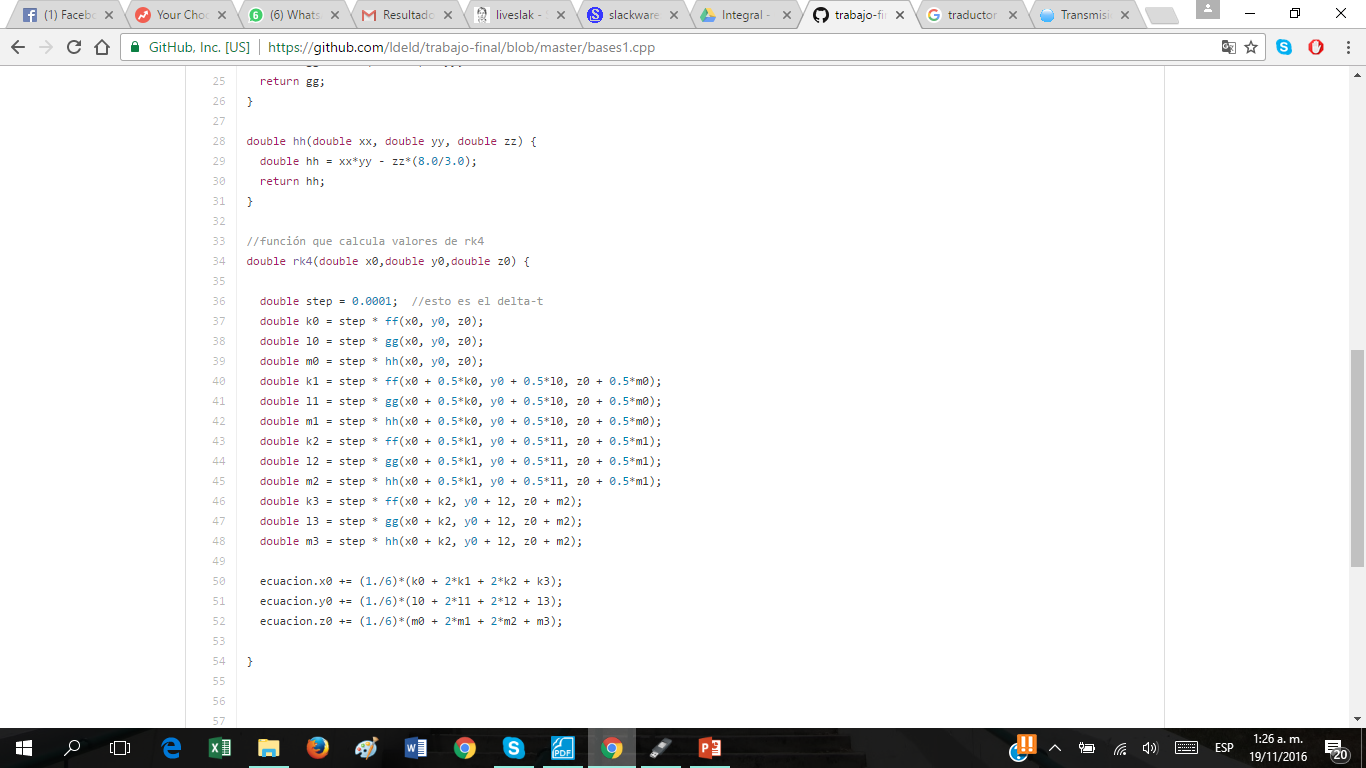 (1) Facebo
Your Cho
(6) Whats
Resultado
liveslak -
slackware
Integral -
trabajo-fi
traductor
Transmisi
GitHub, Inc. [US]
https://github.com/Ideld/trabajo-final/blob/master/bases1.cpp
25 return gg;
26 }
27
28 double hh(double xx, double yy, double zz) {
29 double hh = xx*yy - zz*(8.0/3.0);
30 return hh;
31 }
32
33 //función que calcula valores de rk4
34 double rk4(double x0,double y0,double z0) {
35
36 double step = 0.0001; //esto es el delta-t
37 double k0 = step * ff(x0, y0, z0);
38 double l0 = step * gg(x0, y0, z0);
39 double m0 = step * hh(x0, y0, z0);
40 double k1 = step * ff(x0 + 0.5*k0, y0 + 0.5*l0, z0 + 0.5*m0);
41 double l1 = step * gg(x0 + 0.5*k0, y0 + 0.5*l0, z0 + 0.5*m0);
42 double m1 = step * hh(x0 + 0.5*k0, y0 + 0.5*l0, z0 + 0.5*m0);
43 double k2 = step * ff(x0 + 0.5*k1, y0 + 0.5*l1, z0 + 0.5*m1);
44 double l2 = step * gg(x0 + 0.5*k1, y0 + 0.5*l1, z0 + 0.5*m1);
45 double m2 = step * hh(x0 + 0.5*k1, y0 + 0.5*l1, z0 + 0.5*m1);
46 double k3 = step * ff(x0 + k2, y0 + l2, z0 + m2);
47 double l3 = step * gg(x0 + k2, y0 + l2, z0 + m2);
48 double m3 = step * hh(x0 + k2, y0 + l2, z0 + m2);
49
50 ecuacion.x0 += (1./6)*(k0 + 2*k1 + 2*k2 + k3);
51 ecuacion.y0 += (1./6)*(l0 + 2*l1 + 2*l2 + l3);
52 ecuacion.z0 += (1./6)*(m0 + 2*m1 + 2*m2 + m3);
53
54 }
55
56
57
PDF
ESP
1:26 a. m.
19/11/2016
20